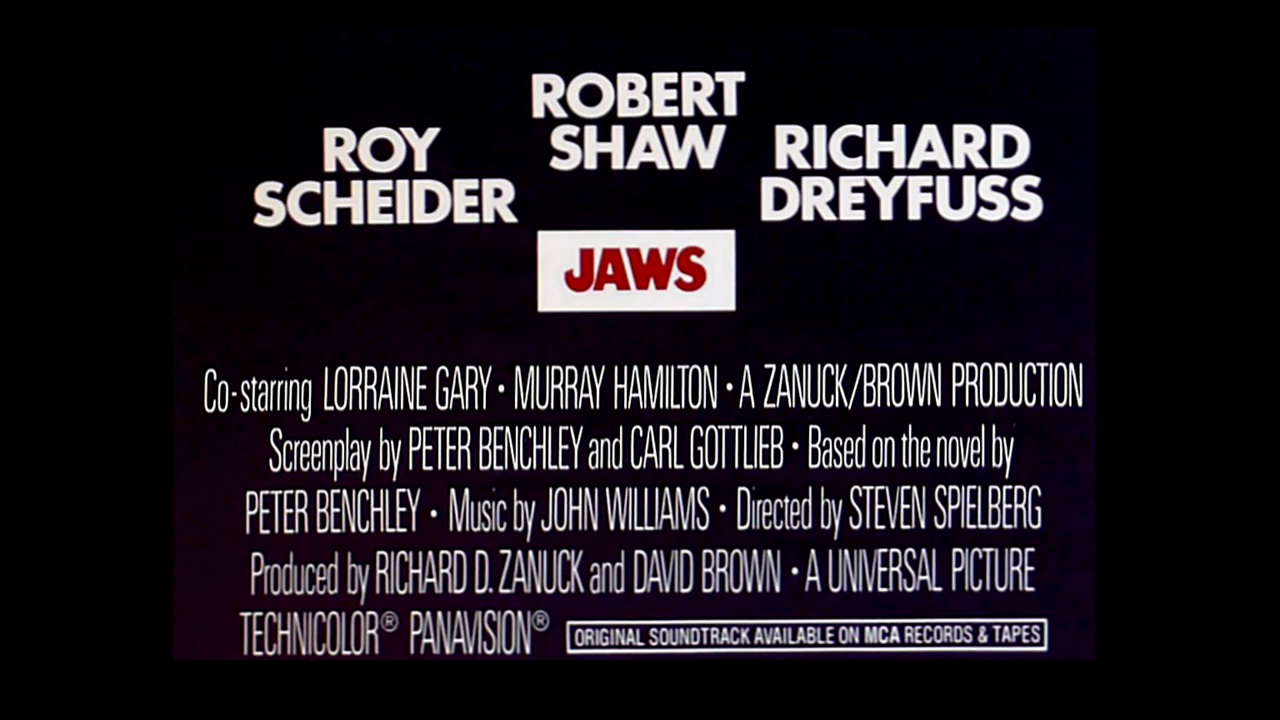 ROY SCHEIDER
ROBERT SHAW
RICHARD DREYFUSS
JAWS
Co-starring LORRAINE GARY • MURRAY HAMILTON • A ZANUCK/BROWN PRODUCTION
Screenplay by PETER BENCHLEY and CARL GOTTLIEB • Based on the novel by
PETER BENCHLEY • Music by JOHN WILLIAMS • Directed by STEVEN SPIELBERG
Produced by RICHARD D. ZANUCK and DAVID BROWN • A UNIVERSAL PICTURE
TECHNICOLOR® PANAVISION® ORIGINAL SOUNDTRACK AVAILABLE ON MCA RECORDS & TAPES